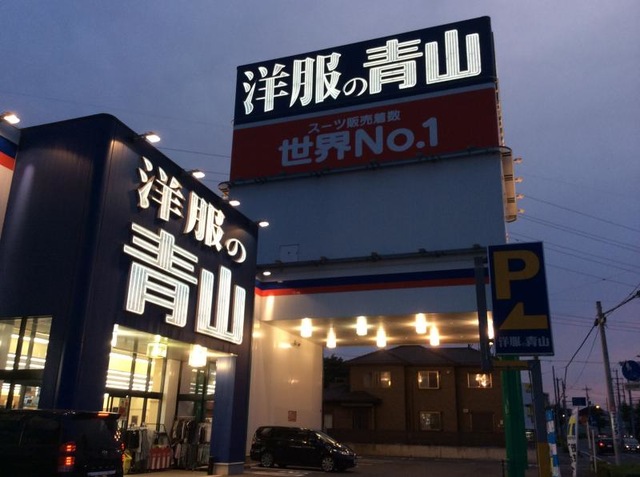 洋服の青山
スーツ販売着数
世界No.1
洋服の
青山
P
洋服の青山